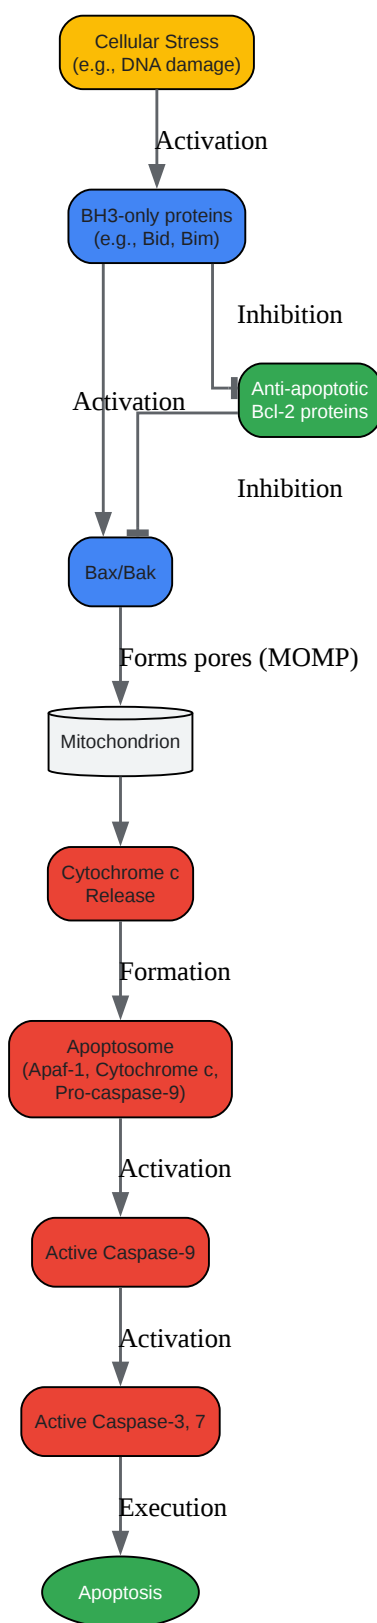 Cellular Stress
(e.g., DNA damage)
Activation
BH3-only proteins
(e.g., Bid, Bim)
Inhibition
Anti-apoptotic
Bcl-2 proteins
Activation
Inhibition
Bax/Bak
Forms pores (MOMP)
Mitochondrion
Cytochrome c
Release
Formation
Apoptosome
(Apaf-1, Cytochrome c,
Pro-caspase-9)
Activation
Active Caspase-9
Activation
Active Caspase-3, 7
Execution
Apoptosis